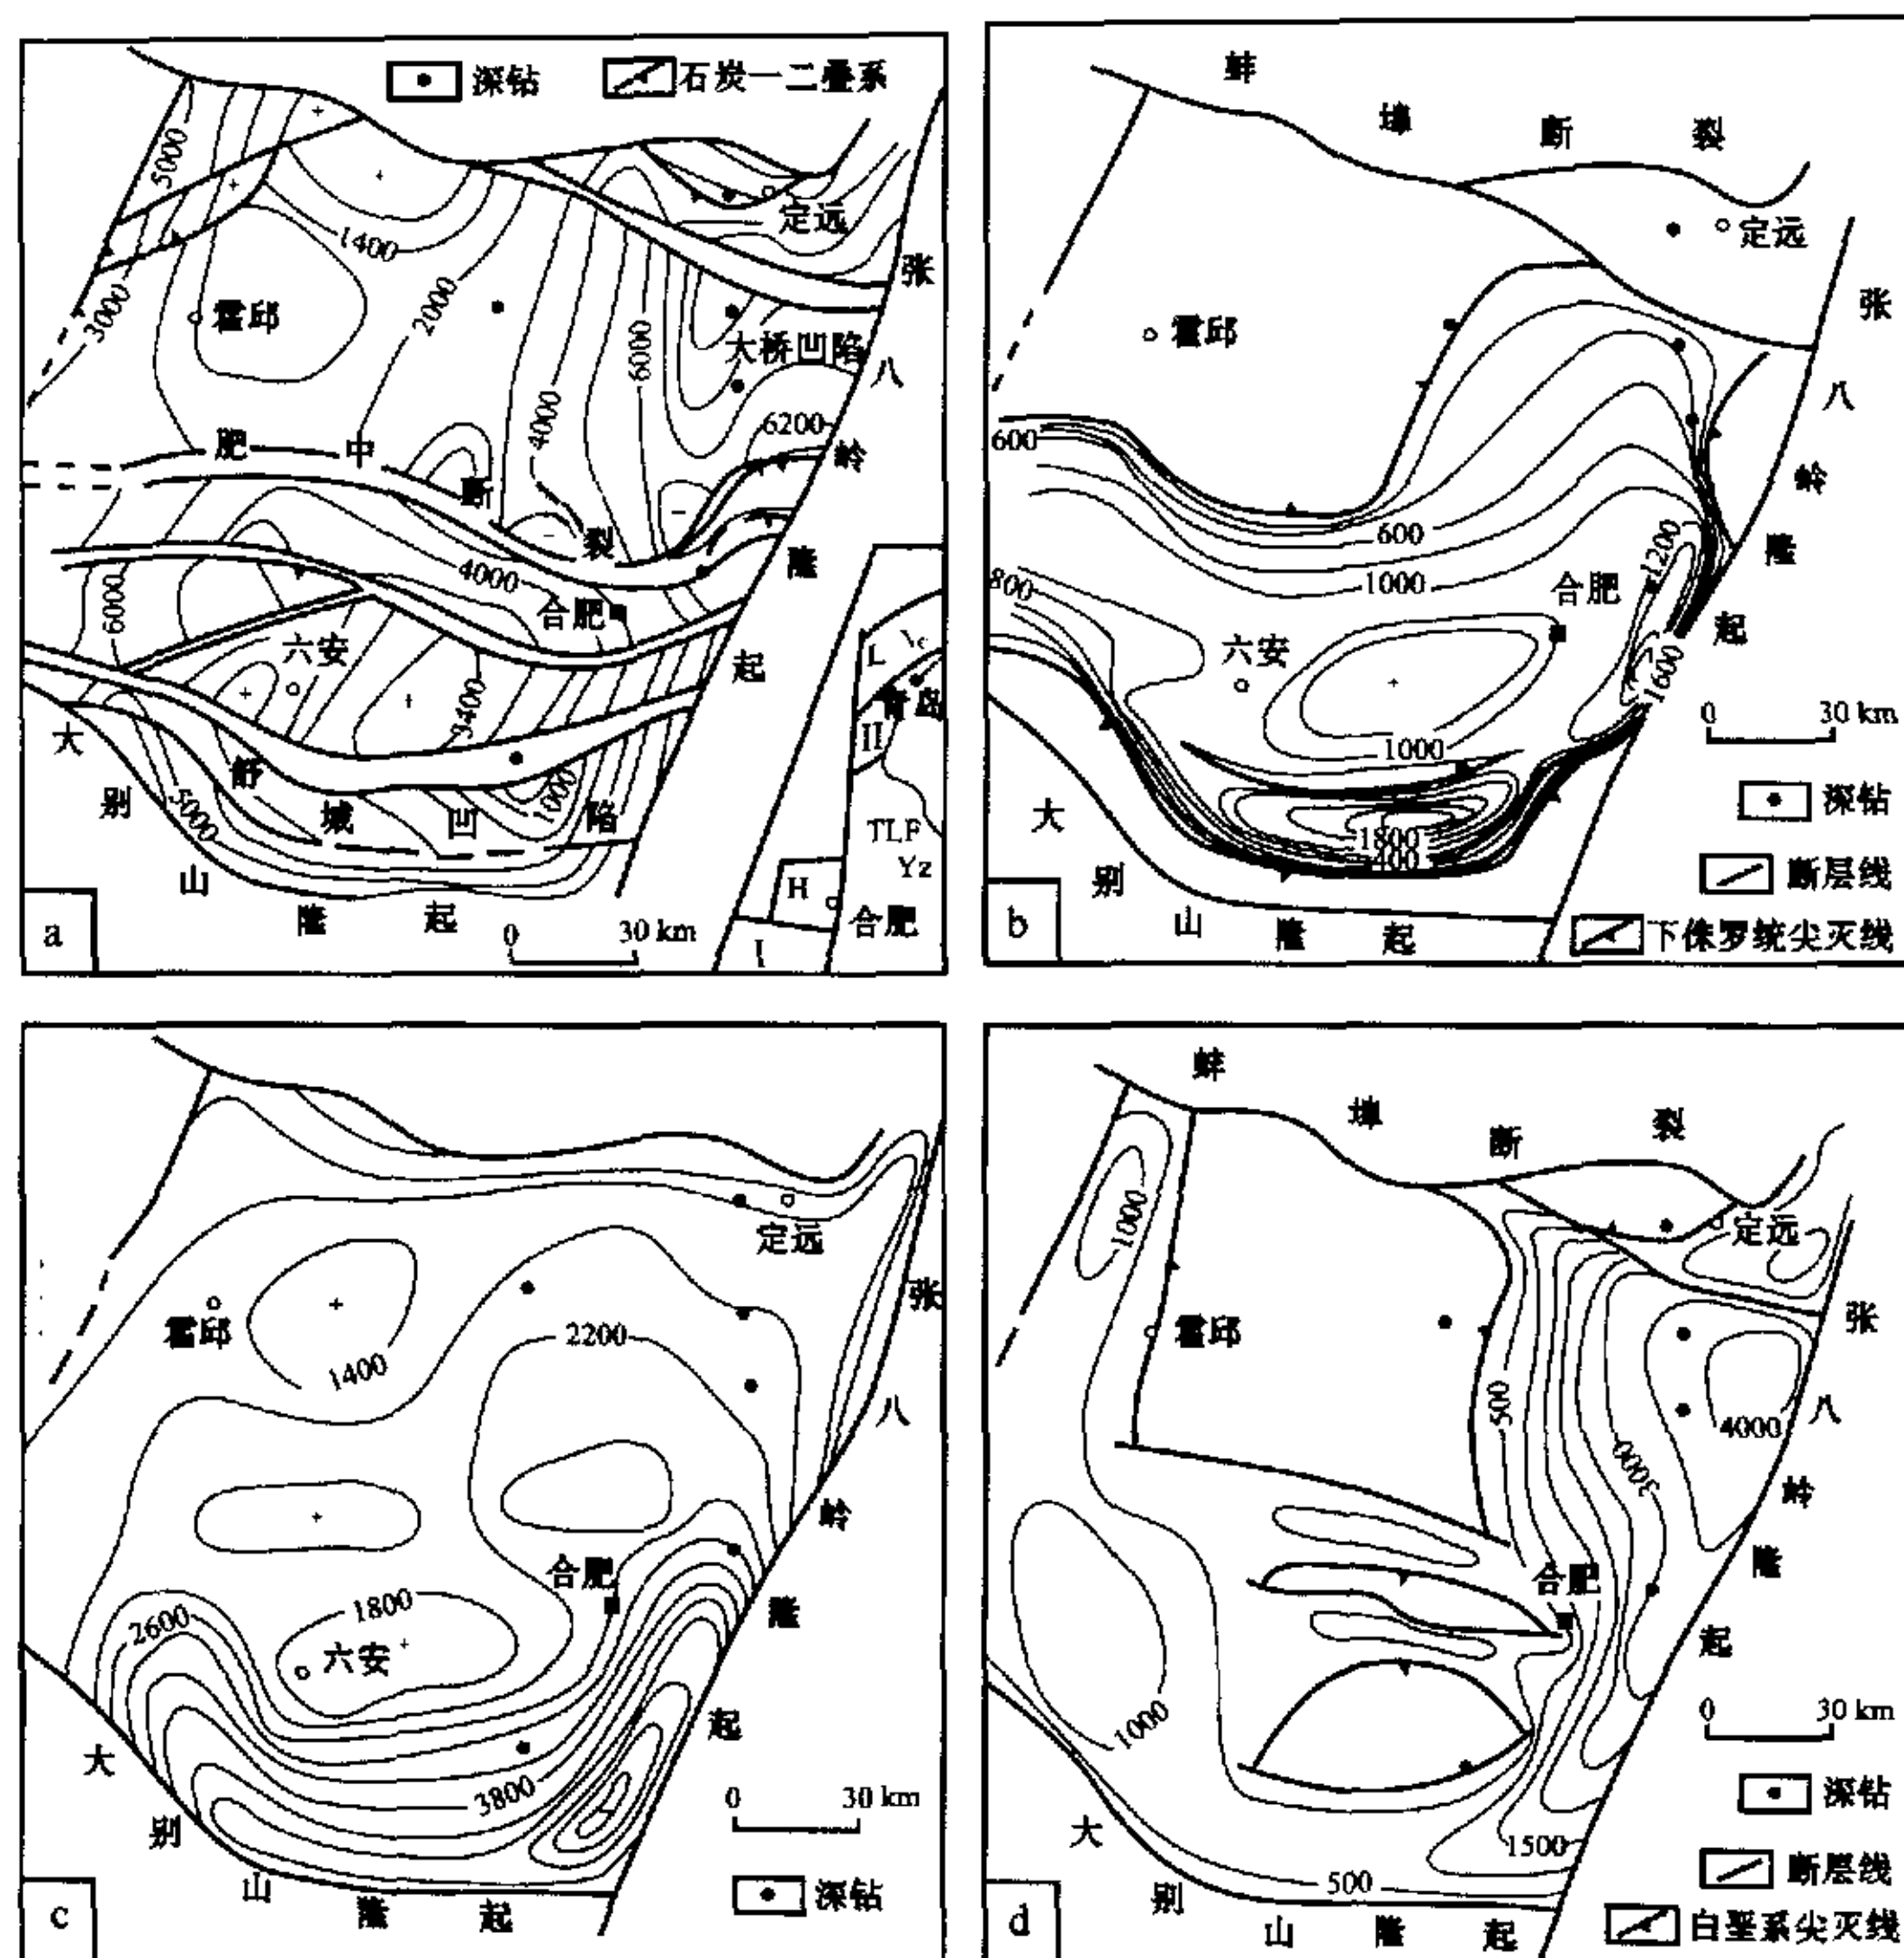 深钻
石炭一二叠系
5000
定远
1400
3000
霍邱
2000
张
6000
大桥凹陷
八
4000
6200
岭
肥 中 断 裂
隆
4000
合肥
6000
六安
起
3400
大
别
山
隆
起
舒 城 凹 陷
5000
1000
0 30 km
L
青岛
II
TLF
Yz
H
合肥
I
a
蚌 埠 断 裂
定远
张
霍邱
八
600
岭
600
1200
隆
1000
合肥
800
起
六安
1600
0 30 km
1000
大
别
山
隆
起
1800
400
深钻
断层线
下侏罗统尖灭线
b
定远
张
霍邱
2200
1400
八
岭
合肥
1800
隆
2600
六安
起
大
别
山
隆
起
3800
0 30 km
深钻
c
蚌 埠 断 裂
1000
定远
张
霍邱
500
八
4000
3000
岭
隆
合肥
起
1000
0 30 km
大
别
山
隆
起
1500
500
深钻
断层线
白垩系尖灭线
d